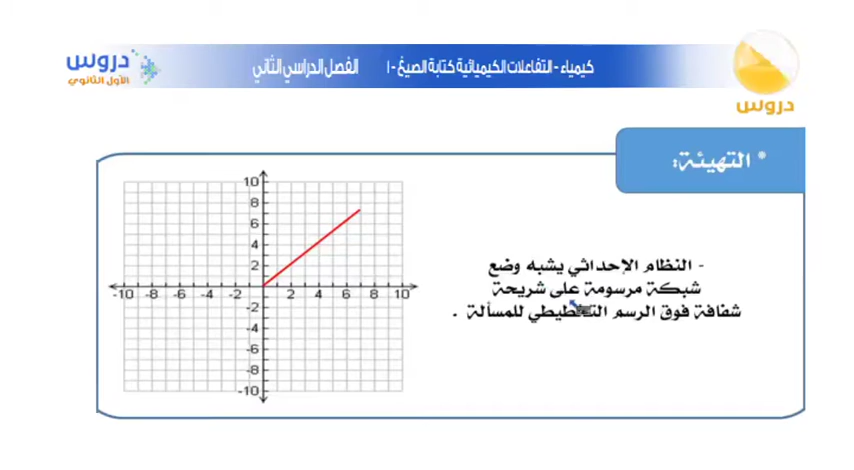 دروس
الأول الثانوي
كيمياء - التفاعلات الكيميائية كتابة الصيغ - ١
الفصل الدراسي الثاني
دروس
* التهيئة:
- النظام الإحداثي يشبه وضع
شبكة مرسومة على شريحة
شفافة فوق الرسم التخطيطي للمسألة .
10
8
6
4
2
-10 -8 -6 -4 -2 2 4 6 8 10
-2
-4
-6
-8
-10